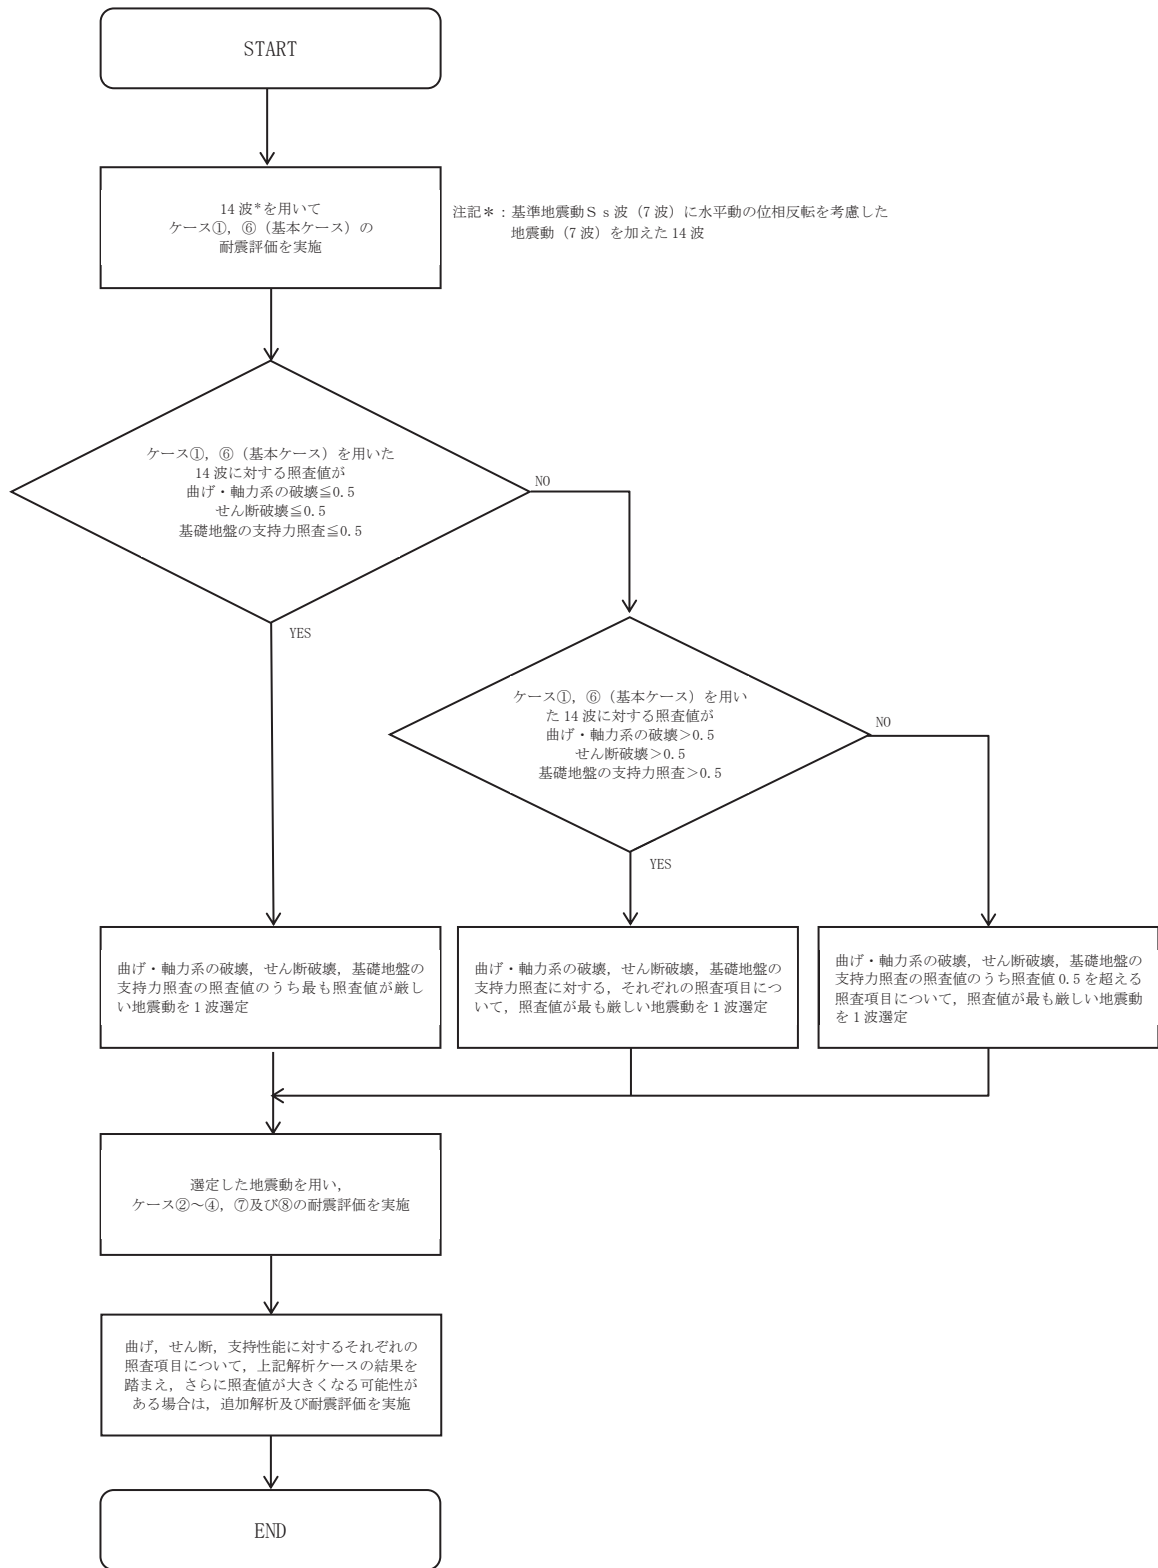 START
14 波*を用いて
ケース①，⑥（基本ケース）の
耐震評価を実施
注記＊：基準地震動Ｓｓ波（7 波）に水平動の位相反転を考慮した
地震動（7 波）を加えた 14 波
ケース①，⑥（基本ケース）を用いた
14 波に対する照査値が
曲げ・軸力系の破壊≦0.5
せん断破壊≦0.5
基礎地盤の支持力照査≦0.5
NO
YES
ケース①，⑥（基本ケース）を用い
た 14 波に対する照査値が
曲げ・軸力系の破壊＞0.5
せん断破壊＞0.5
基礎地盤の支持力照査＞0.5
NO
YES
曲げ・軸力系の破壊，せん断破壊，基礎地盤の
支持力照査の照査値のうち最も照査値が厳し
い地震動を 1 波選定
曲げ・軸力系の破壊，せん断破壊，基礎地盤の
支持力照査に対する，それぞれの照査項目につ
いて，照査値が最も厳しい地震動を 1 波選定
曲げ・軸力系の破壊，せん断破壊，基礎地盤の
支持力照査の照査値のうち照査値 0.5 を超える
照査項目について，照査値が最も厳しい地震動
を 1 波選定
選定した地震動を用い，
ケース②～④，⑦及び⑧の耐震評価を実施
曲げ，せん断，支持性能に対するそれぞれの
照査項目について，上記解析ケースの結果を
踏まえ，さらに照査値が大きくなる可能性が
ある場合は，追加解析及び耐震評価を実施
END